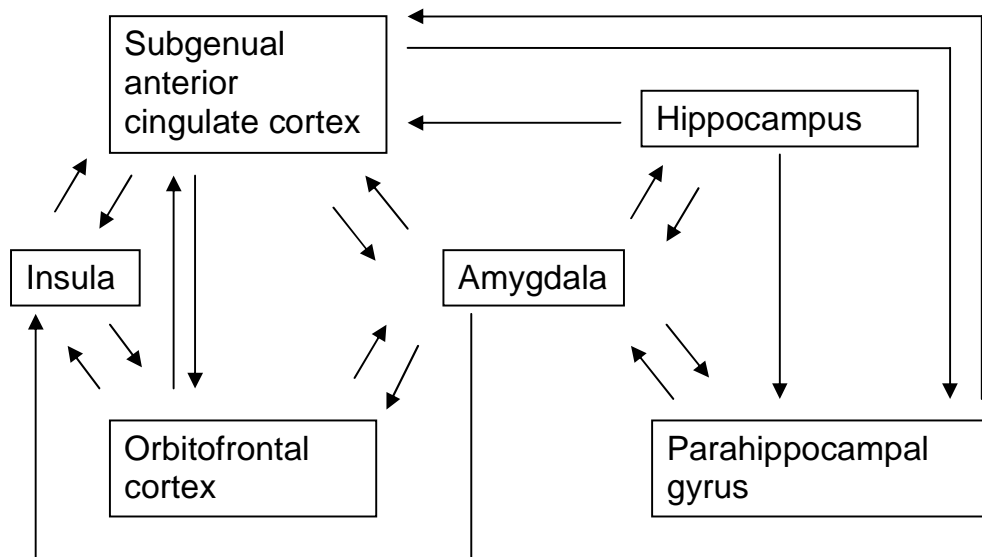 Subgenual
anterior
cingulate cortex
Hippocampus
Insula
Amygdala
Orbitofrontal
cortex
Parahippocampal
gyrus